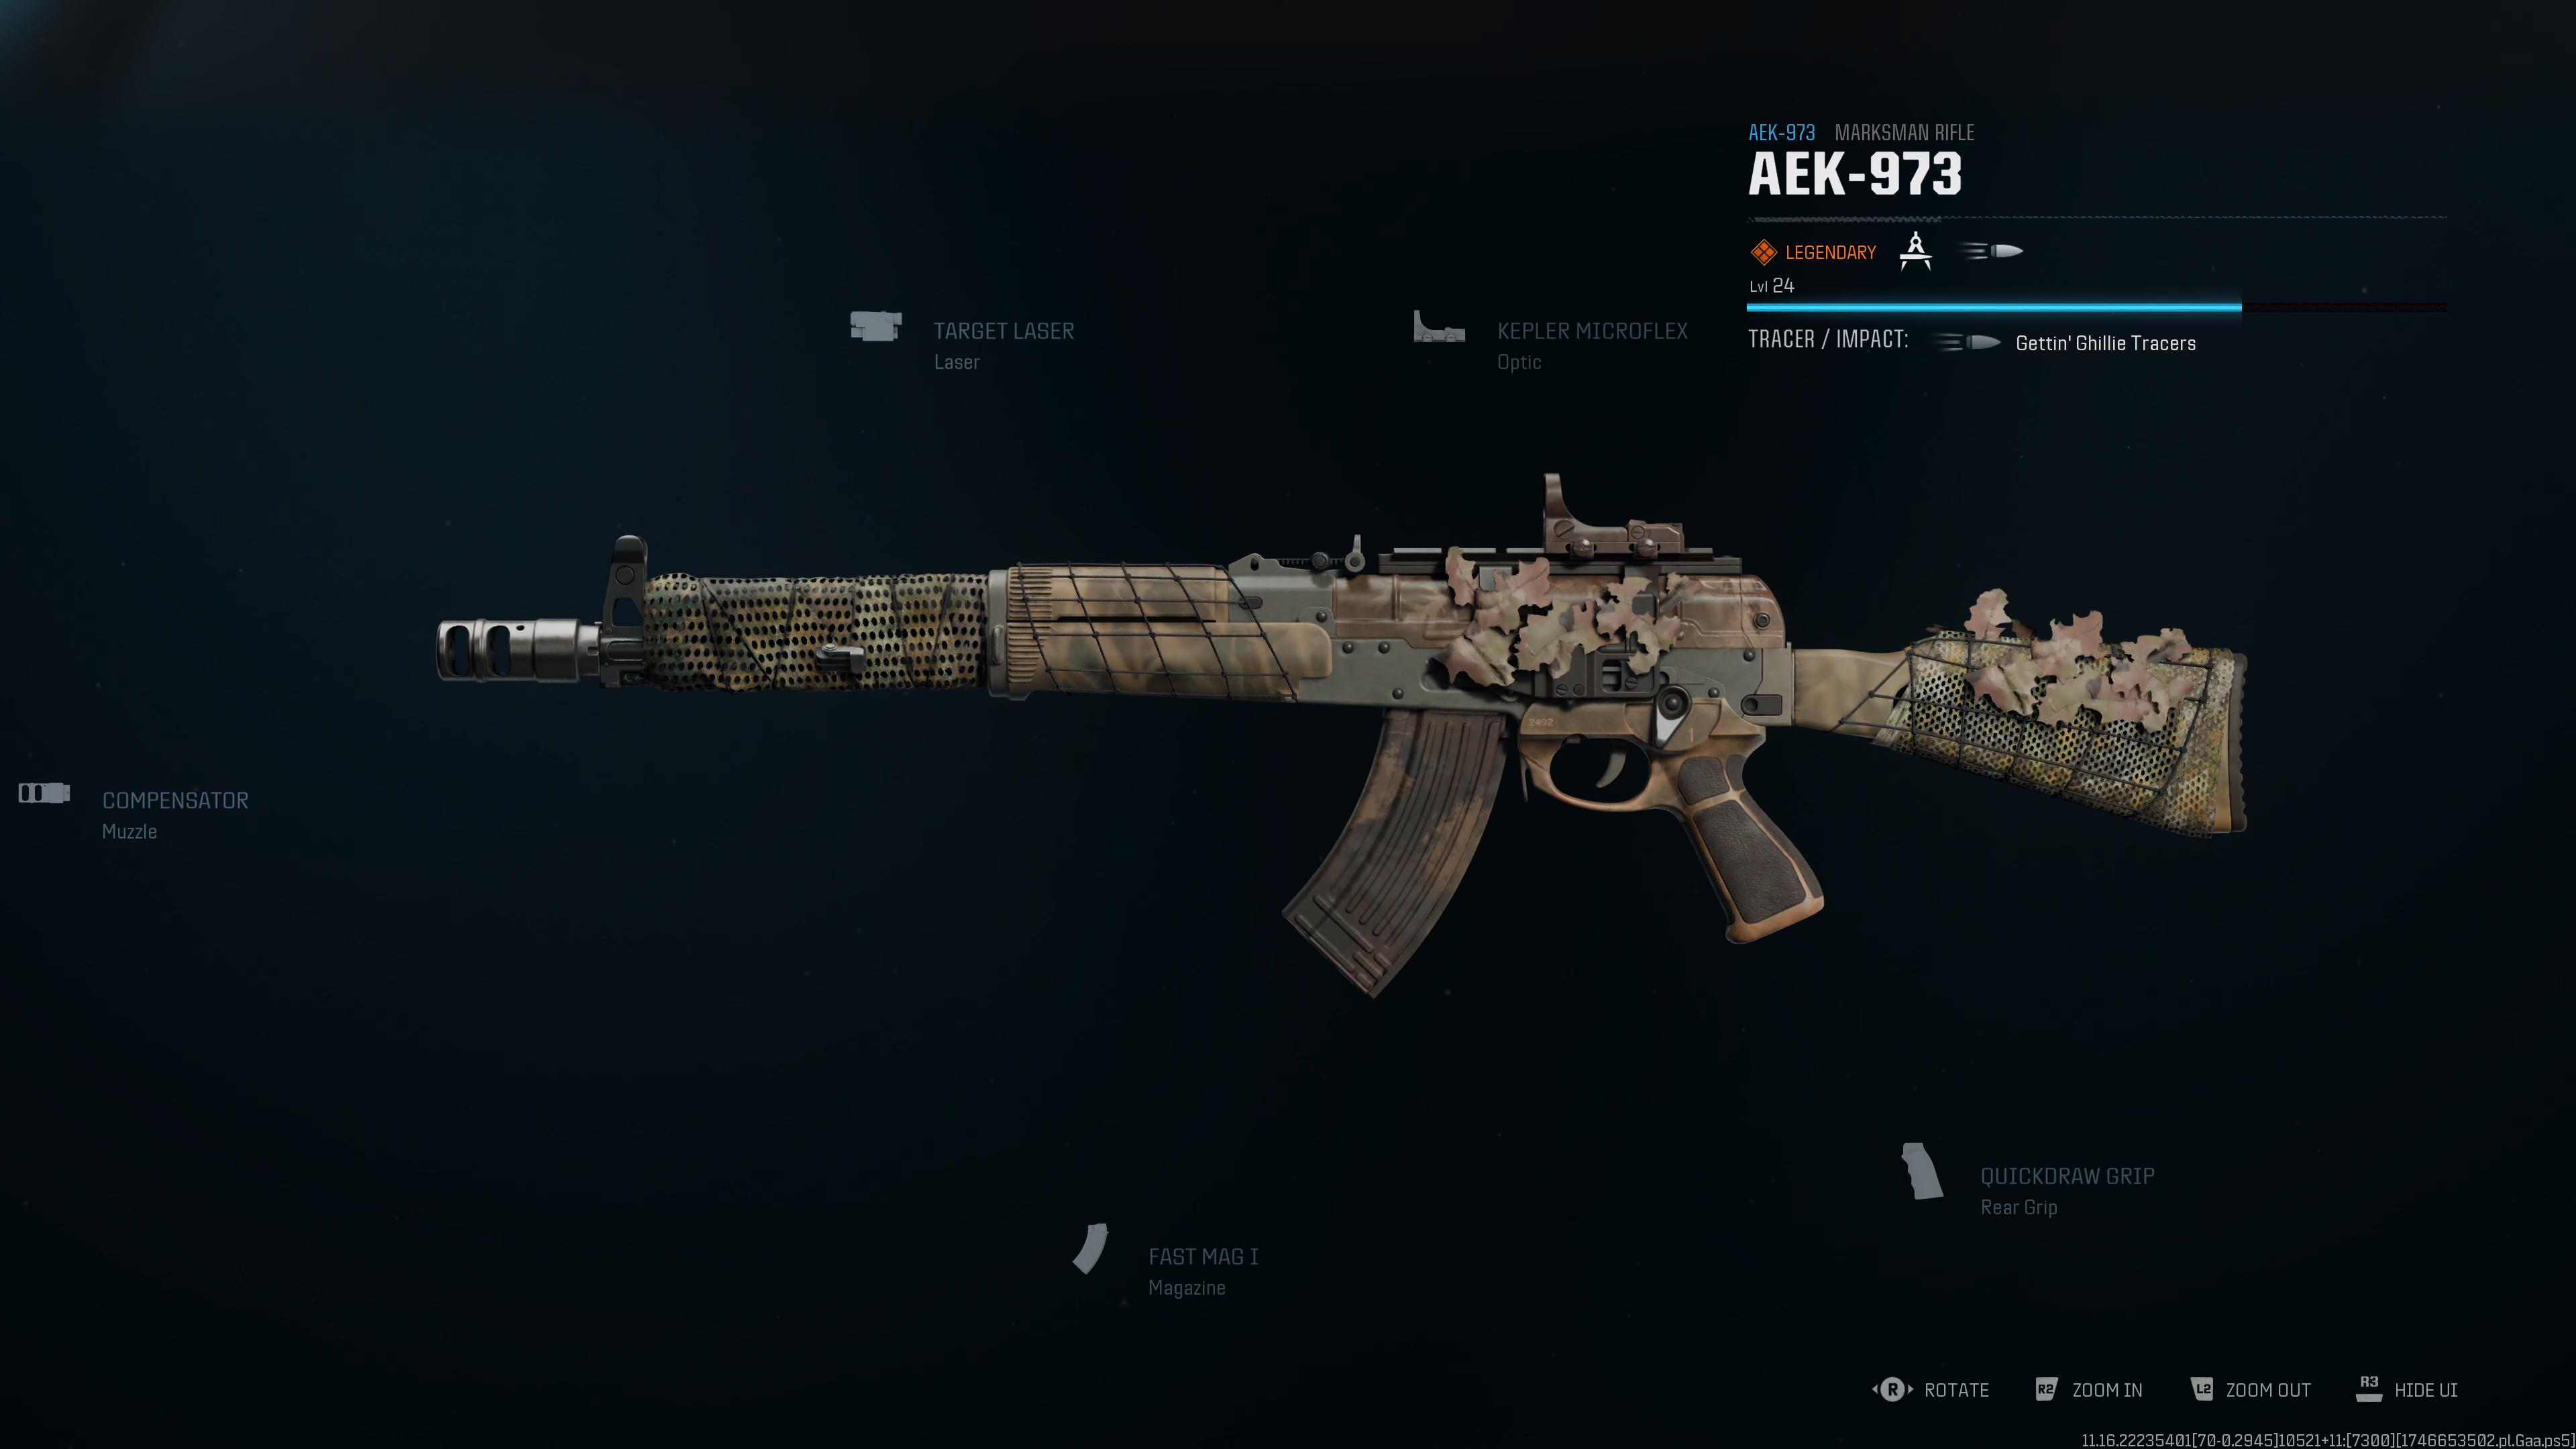 AEK-973 MARKSMAN RIFLE
AEK-973
LEGENDARY
Lvl 24
TRACER / IMPACT: Gettin' Ghillie Tracers
TARGET LASER
Laser
KEPLER MICROFLEX
Optic
2402
COMPENSATOR
Muzzle
QUICKDRAW GRIP
Rear Grip
FAST MAG I
Magazine
R ROTATE R2 ZOOM IN L2 ZOOM OUT R3 HIDE UI
11.16.22235401[70-0.2945]10521+11:[7300][1746653502.pl.Gaa.ps5]